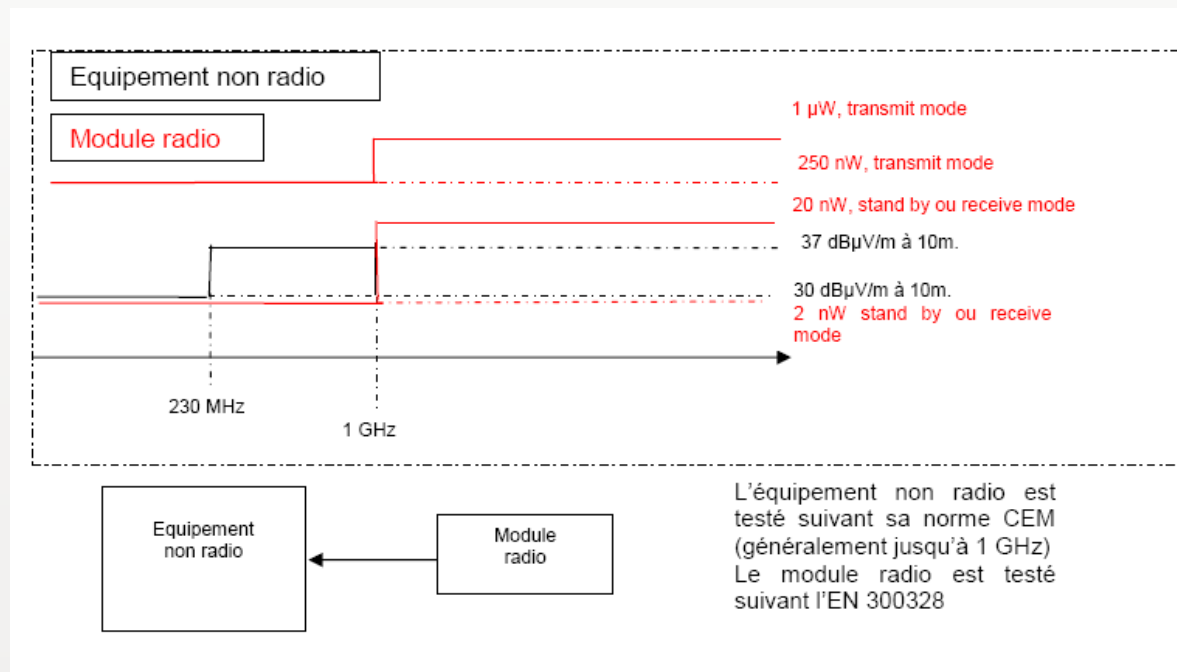 Equipement non radio
Module radio
1 µW, transmit mode
250 nW, transmit mode
20 nW, stand by ou receive mode
37 dBµV/m à 10m.
30 dBµV/m à 10m.
2 nW stand by ou receive
mode
230 MHz
1 GHz
Equipement
non radio
Module
radio
L'équipement non radio est
testé suivant sa norme CEM
(généralement jusqu'à 1 GHz)
Le module radio est testé
suivant l'EN 300328